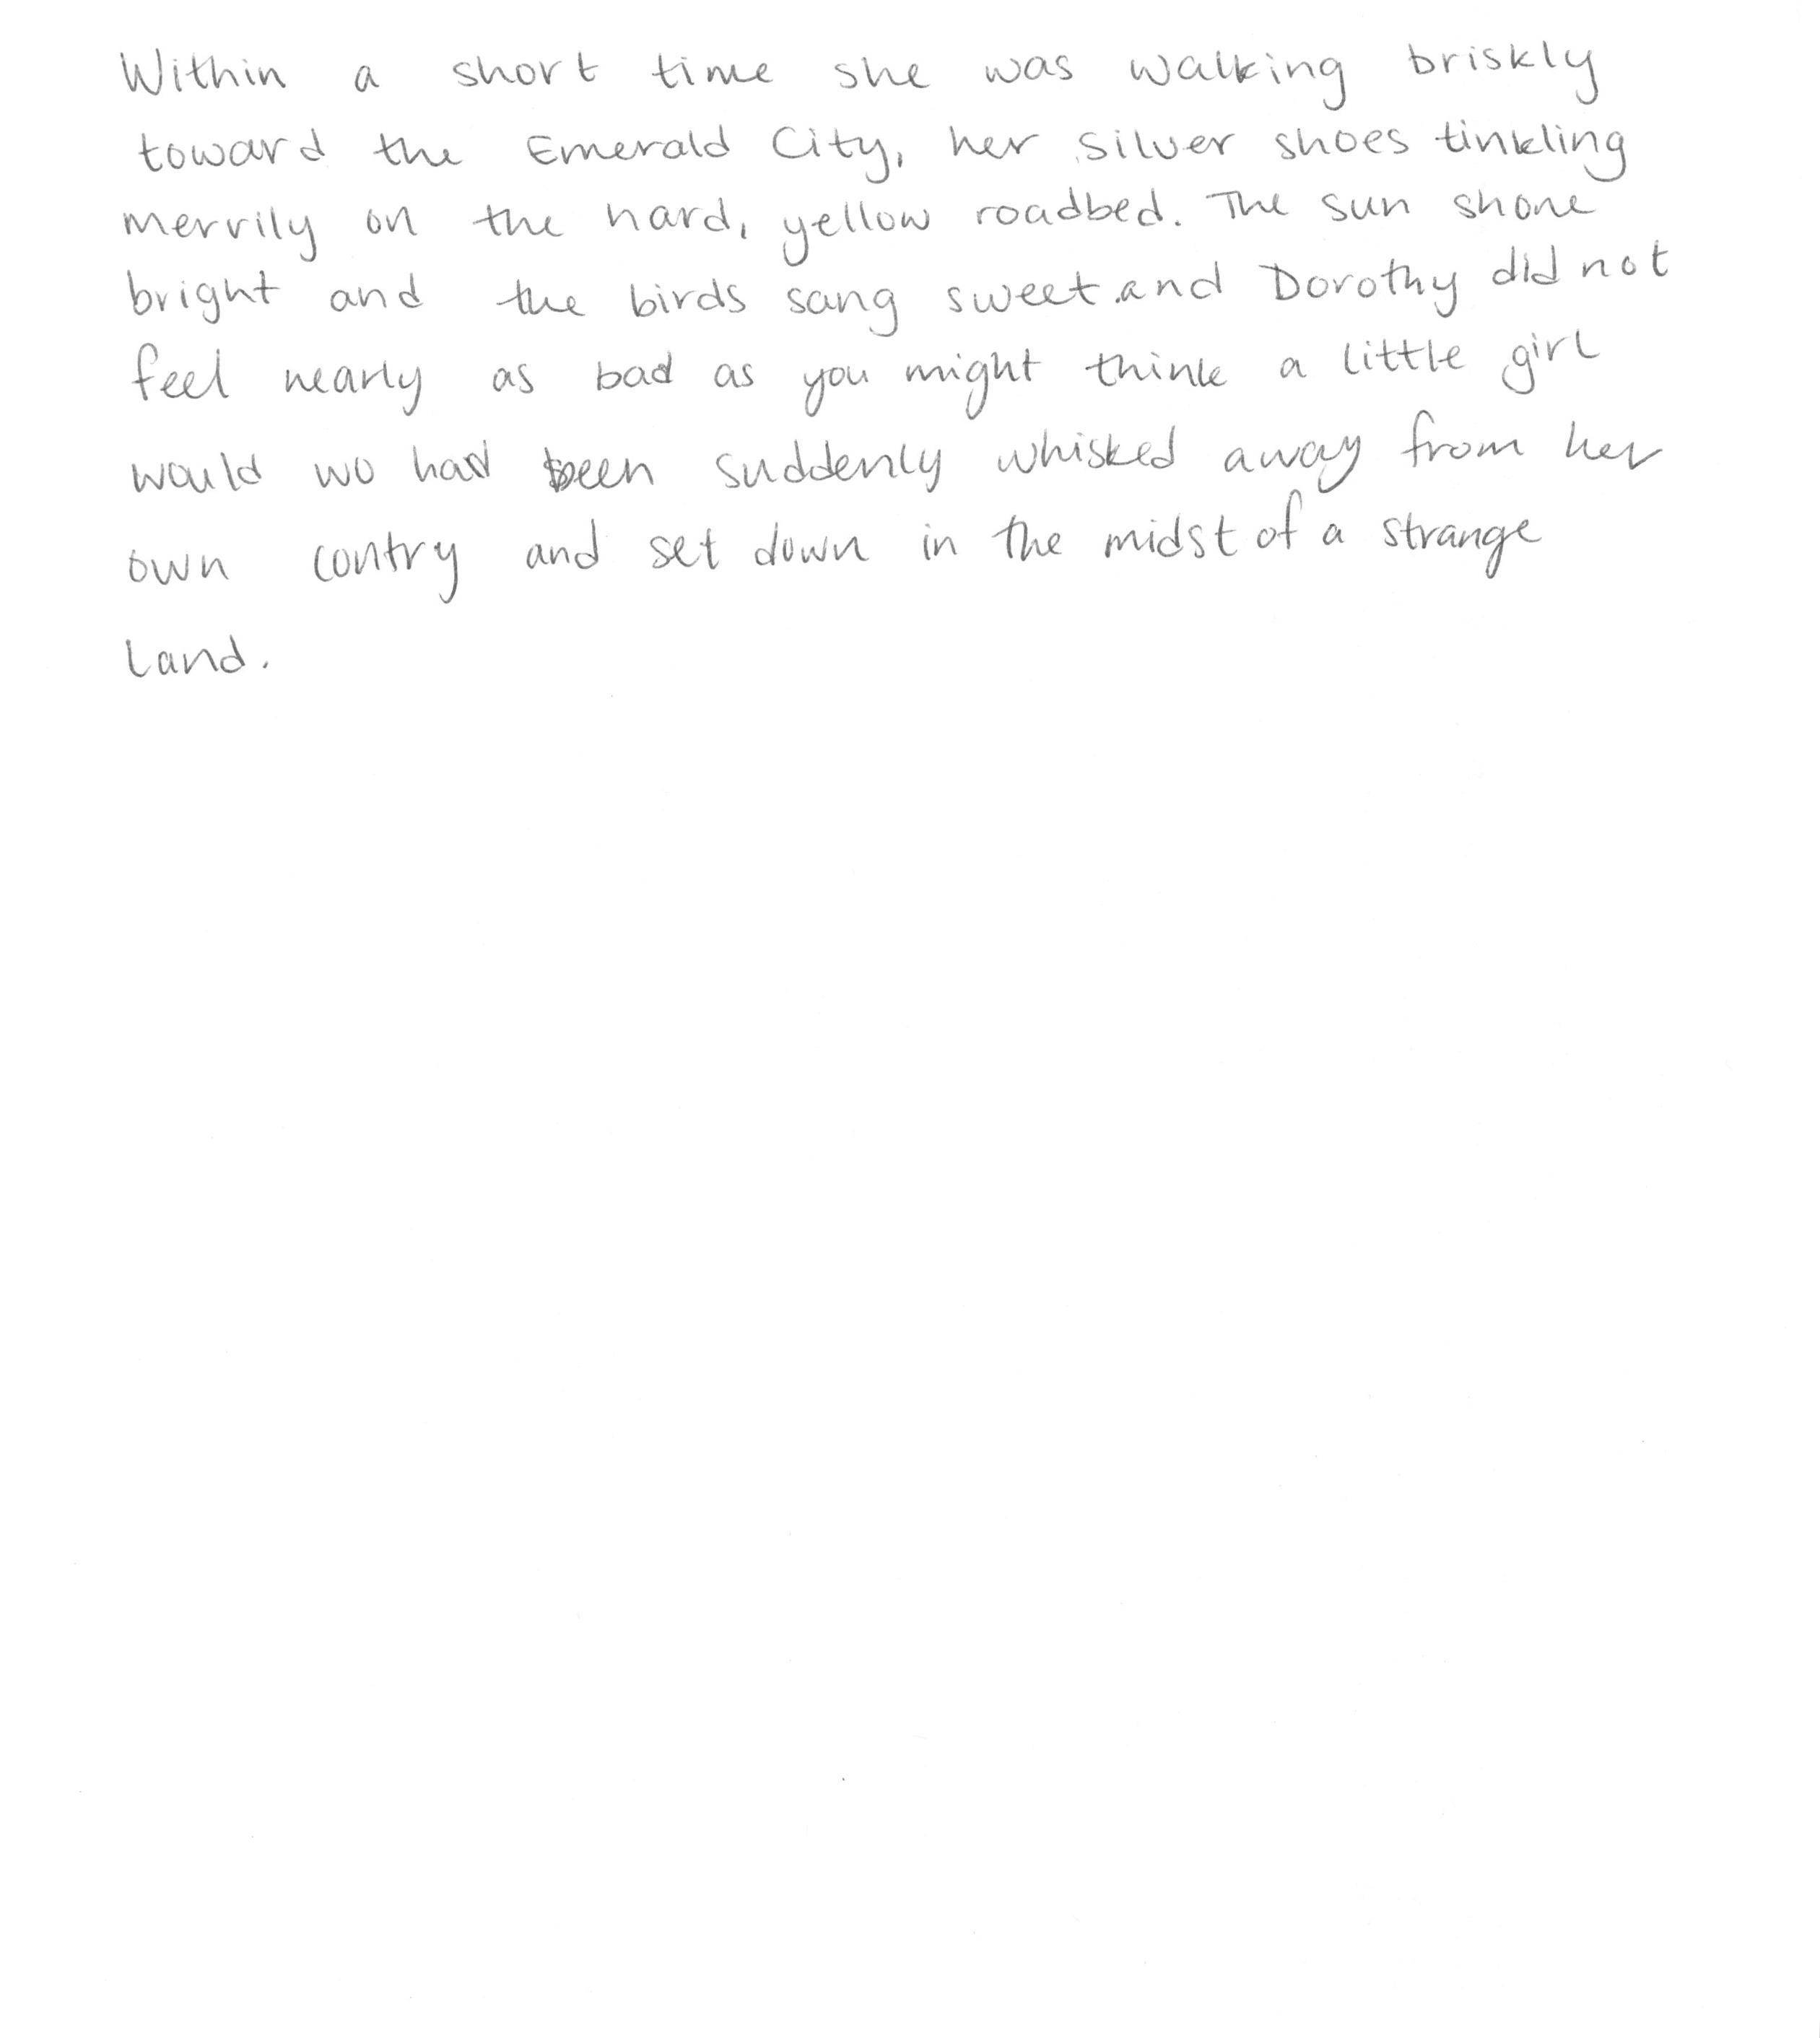 Within a short time she was walking briskly
toward the Emerald City, her silver shoes tinkling
merrily on the hard, yellow roadbed. The sun shone
bright and the birds sang sweet and Dorothy did not
feel nearly as bad as you might think a little girl
would wo had been suddenly whisked away from her
own contry and set down in the midst of a strange
land.